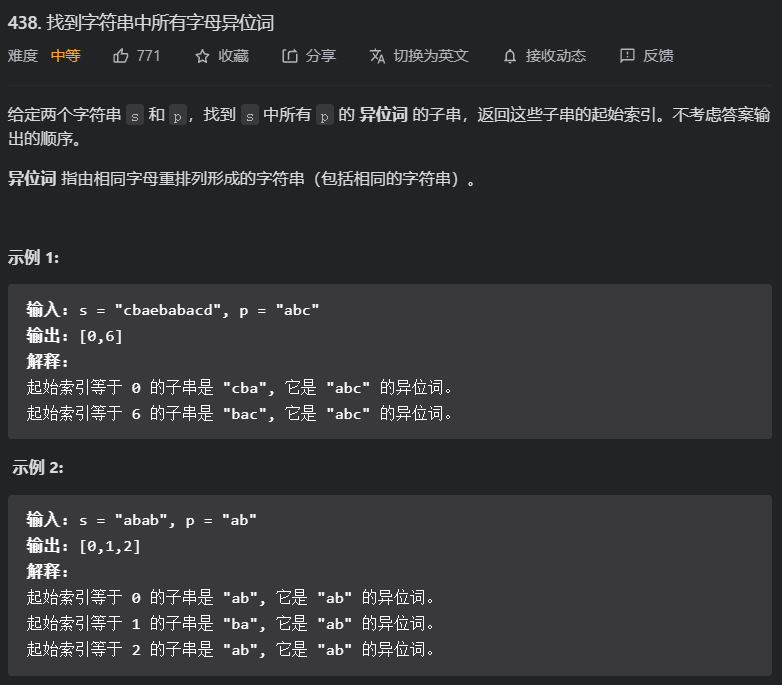 438. 找到字符串中所有字母异位词
难度 中等 771 收藏 分享 切换为英文 接收动态 反馈
给定两个字符串 s 和 p，找到 s 中所有 p 的 异位词 的子串，返回这些子串的起始索引。不考虑答案输
出的顺序。
异位词 指由相同字母重排列形成的字符串（包括相同的字符串）。
示例 1:
输入: s = "cbaebabacd", p = "abc"
输出: [0,6]
解释:
起始索引等于 0 的子串是 "cba", 它是 "abc" 的异位词。
起始索引等于 6 的子串是 "bac", 它是 "abc" 的异位词。
示例 2:
输入: s = "abab", p = "ab"
输出: [0,1,2]
解释:
起始索引等于 0 的子串是 "ab", 它是 "ab" 的异位词。
起始索引等于 1 的子串是 "ba", 它是 "ab" 的异位词。
起始索引等于 2 的子串是 "ab", 它是 "ab" 的异位词。